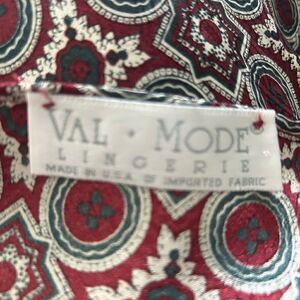 VAL • MODE®
LINGERIE
MADE IN U.S.A. OF IMPORTED FABRIC